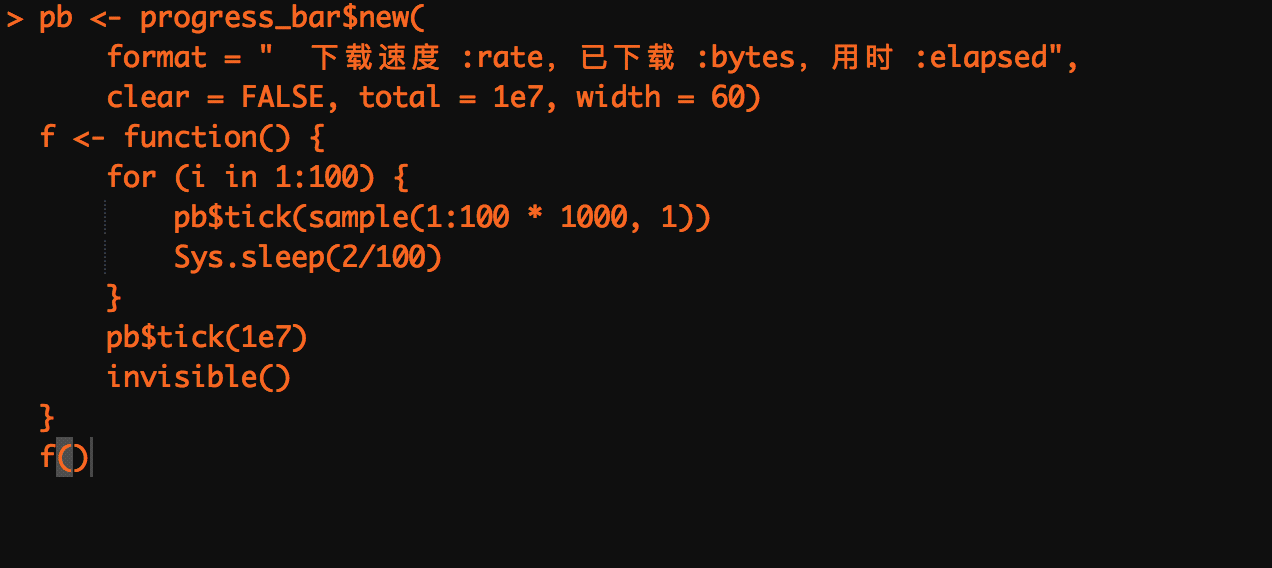 > pb <- progress_bar$new(
format = "  下载速度 :rate, 已下载 :bytes, 用时 :elapsed",
clear = FALSE, total = 1e7, width = 60)
f <- function() {
for (i in 1:100) {
pb$tick(sample(1:100 * 1000, 1))
Sys.sleep(2/100)
}
pb$tick(1e7)
invisible()
}
f()